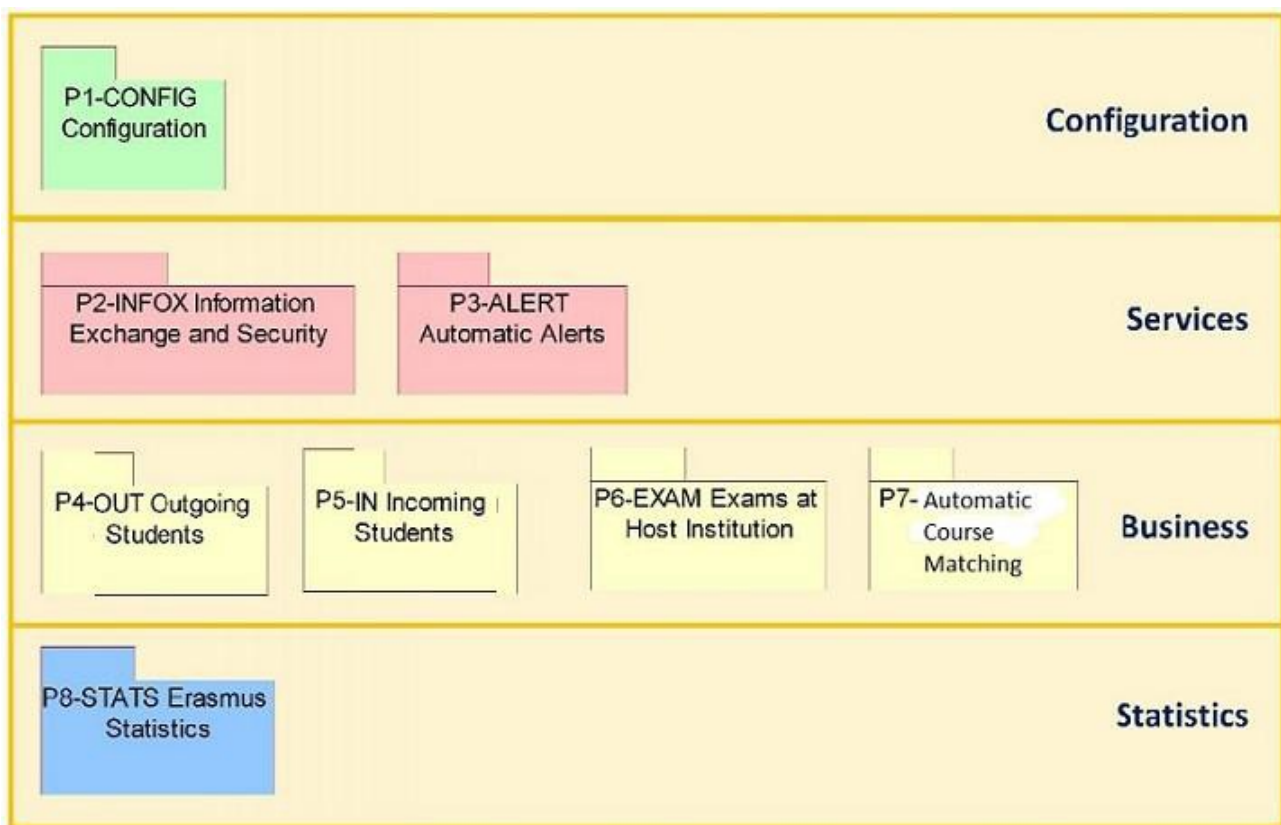 P1-CONFIG
Configuration
Configuration
P2-INFOX Information
Exchange and Security
P3-ALERT
Automatic Alerts
Services
P4-OUT Outgoing
Students
P5-IN Incoming
Students
P6-EXAM Exams at
Host Institution
P7- Automatic
Course
Matching
Business
P8-STATS Erasmus
Statistics
Statistics